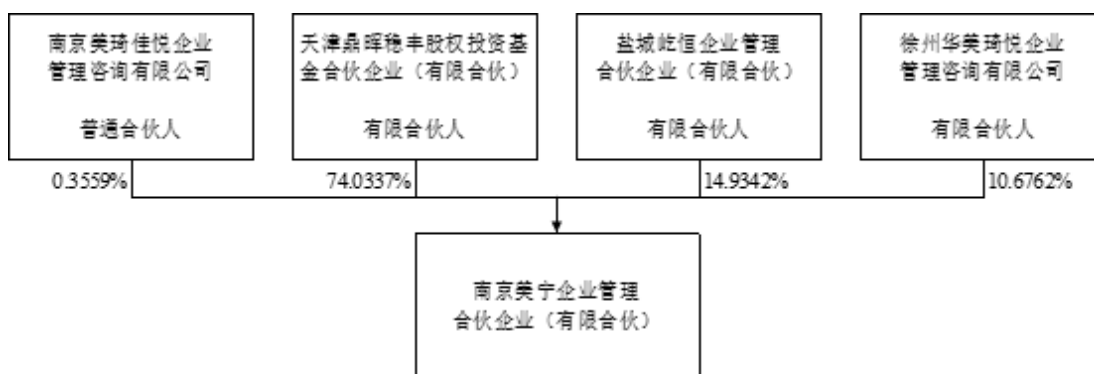 南京美琦佳悦企业
管理咨询有限公司
普通合伙人
天津鼎晖稳丰股权投资基
金合伙企业（有限合伙）
有限合伙人
盐城屹恒企业管理
合伙企业（有限合伙）
有限合伙人
徐州华美琦悦企业
管理咨询有限公司
有限合伙人
0.3559%
74.0337%
14.9342%
10.6762%
南京美宁企业管理
合伙企业（有限合伙）